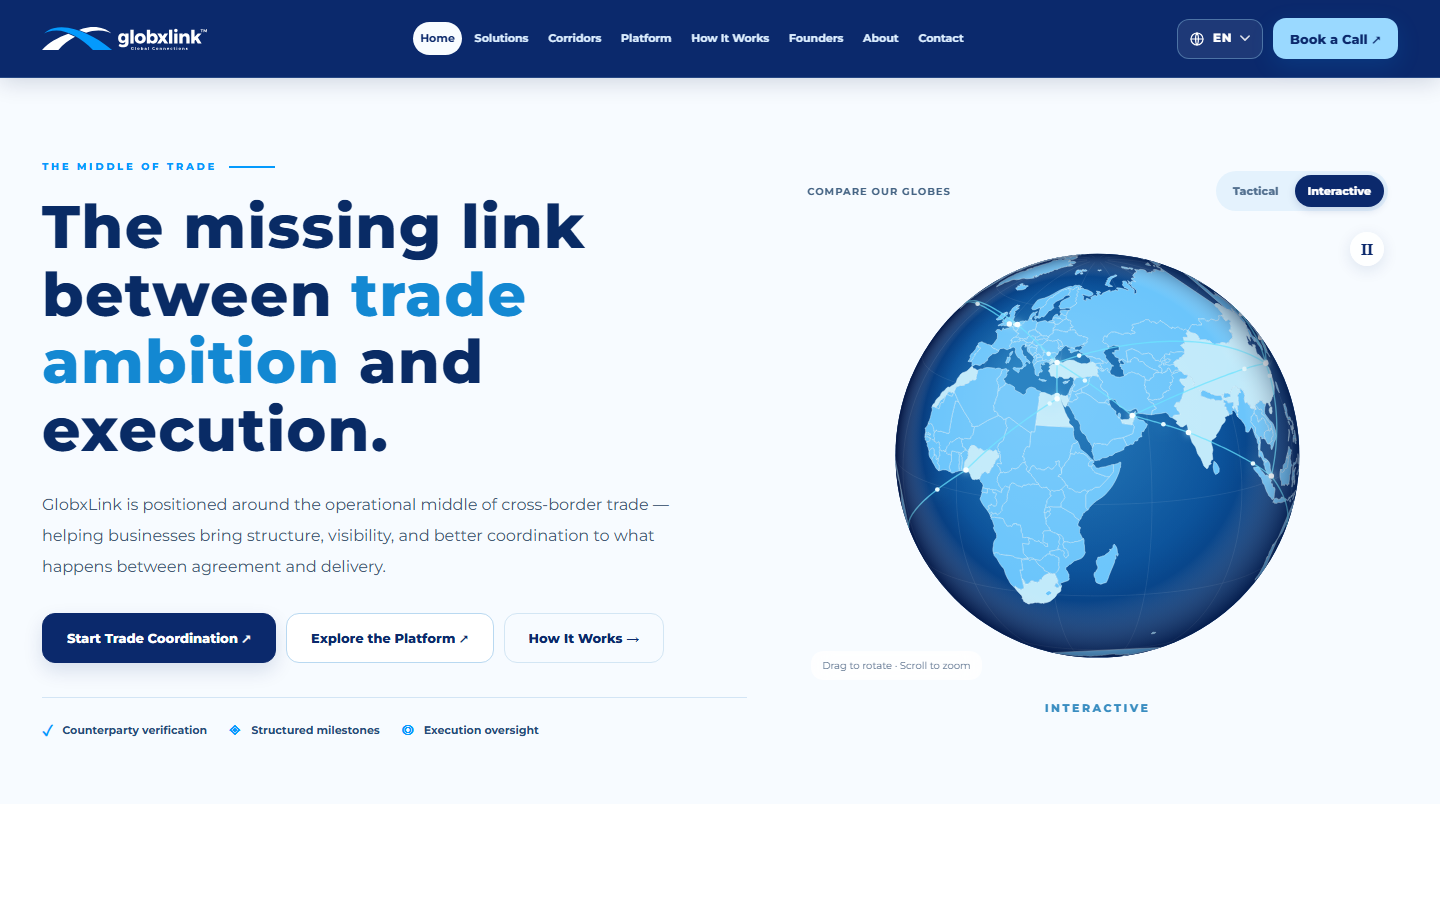 globxlink™
Global Connections
Home
Solutions
Corridors
Platform
How It Works
Founders
About
Contact
EN
Book a Call ↗
THE MIDDLE OF TRADE
The missing link
between trade
ambition and
execution.
GlobxLink is positioned around the operational middle of cross-border trade —
helping businesses bring structure, visibility, and better coordination to what
happens between agreement and delivery.
Start Trade Coordination ↗
Explore the Platform ↗
How It Works →
Counterparty verification
Structured milestones
Execution oversight
COMPARE OUR GLOBES
Tactical
Interactive
Drag to rotate · Scroll to zoom
INTERACTIVE